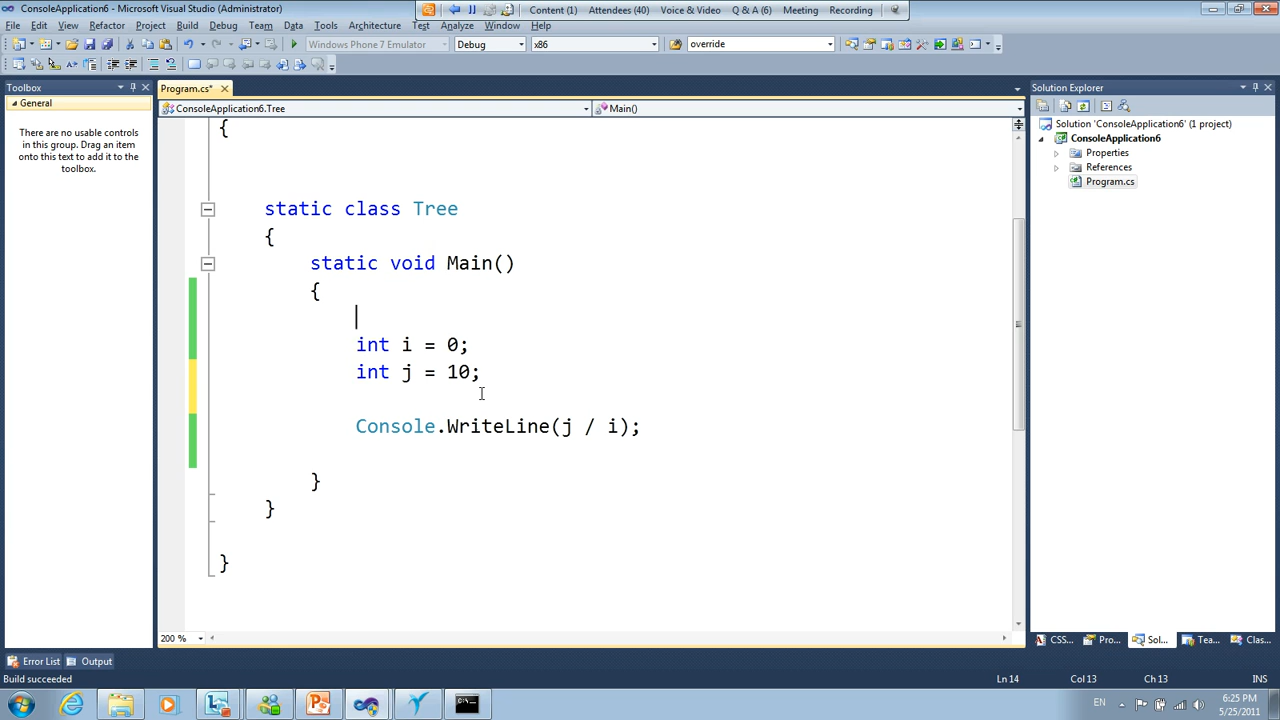 ConsoleApplication6 - Microsoft Visual Studio (Administrator)
Content (1) Attendees (40) Voice & Video Q & A (6) Meeting Recording
File Edit View Refactor Project Build Debug Team Data Tools Architecture Test Analyze Window Help
Windows Phone 7 Emulator Debug x86 override
Toolbox
General
There are no usable controls
in this group. Drag an item
onto this text to add it to the
toolbox.
Program.cs*
ConsoleApplication6.Tree Main()
{
static class Tree
{
static void Main()
{
int i = 0;
int j = 10;
Console.WriteLine(j / i);
}
}
}
200 %
Solution Explorer
Solution 'ConsoleApplication6' (1 project)
ConsoleApplication6
Properties
References
Program.cs
CSS... Pro... Sol... Tea... Clas...
Error List Output
Build succeeded Ln 14 Col 13 Ch 13 INS
EN 6:25 PM
5/25/2011